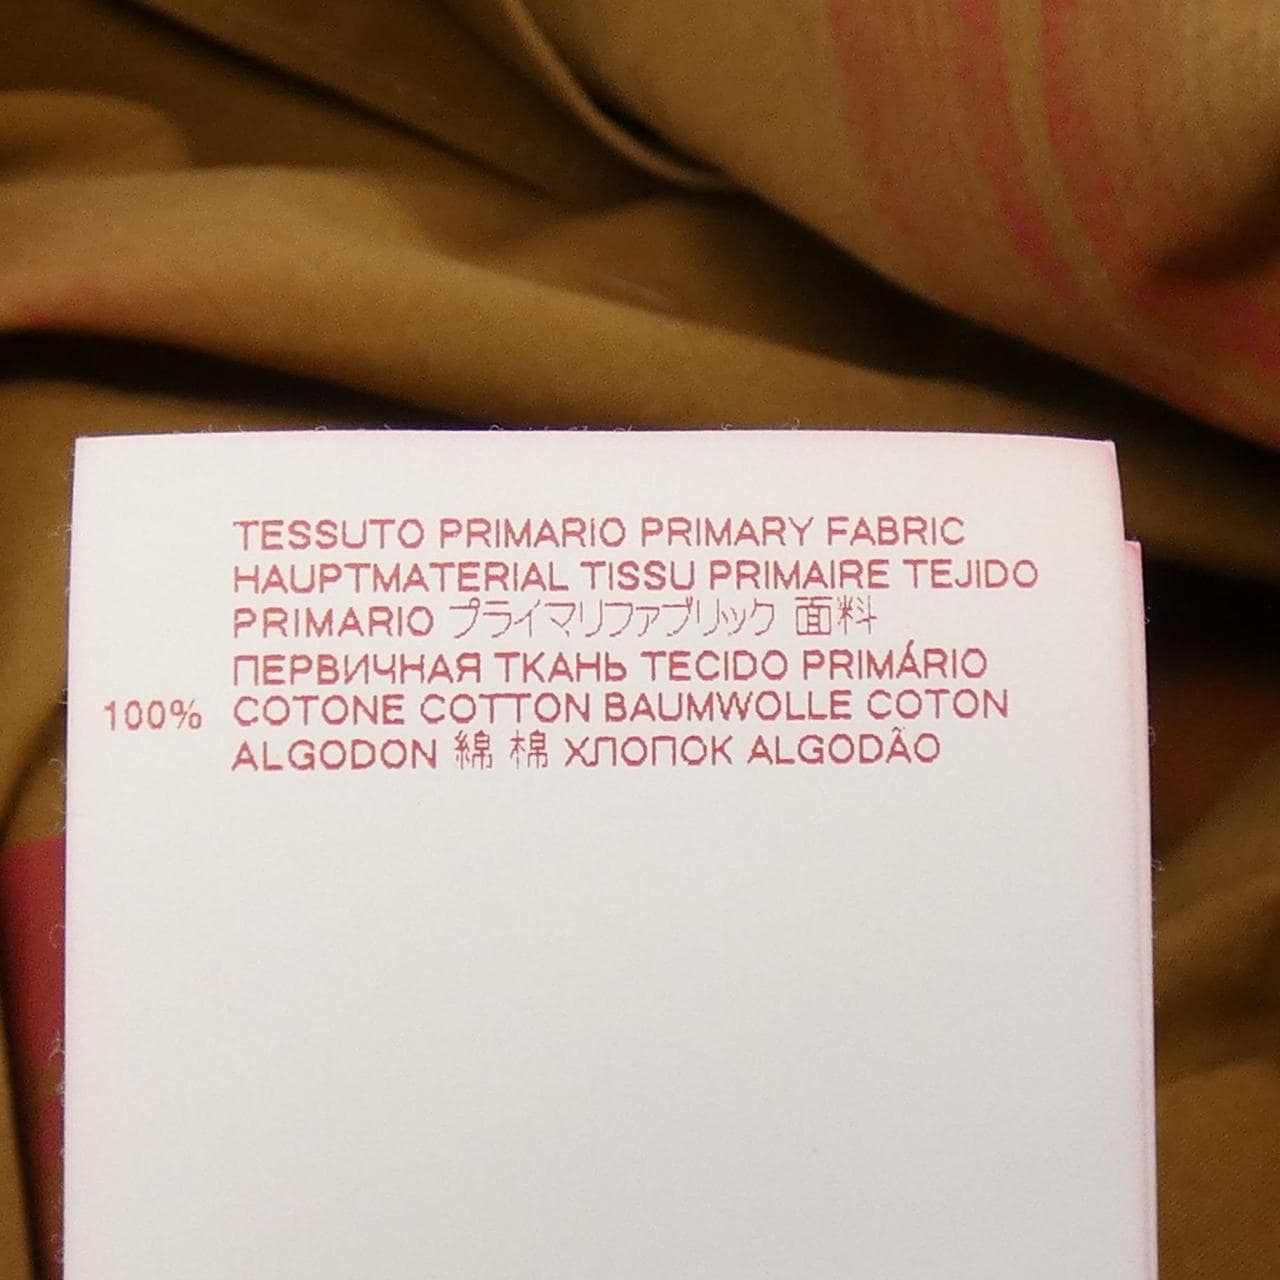 TESSUTO PRIMARIO PRIMARY FABRIC
HAUPTMATERIAL TISSU PRIMAIRE TEJIDO
PRIMARIO プライマリファブリック 面料
ПЕРВИЧНАЯ ТКАНЬ TECIDO PRIMÁRIO
100% COTONE COTTON BAUMWOLLE COTON
ALGODON 綿 棉 ХЛОПОК ALGODÃO